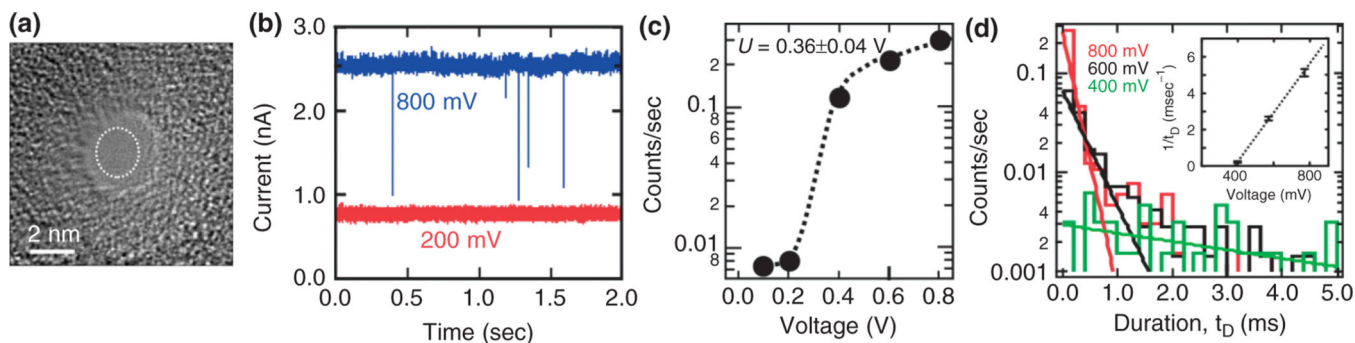 (a)
2 nm
(b)
3.0
2.0
1.0
0.0
Current (nA)
800 mV
200 mV
0.0 0.5 1.0 1.5 2.0
Time (sec)
(c)
U = 0.36±0.04 V
2
0.1
8
6
4
2
0.01
8
6
Counts/sec
0.0 0.2 0.4 0.6 0.8
Voltage (V)
(d)
2
0.1
6
4
2
0.01
6
4
2
0.001
Counts/sec
800 mV
600 mV
400 mV
6
4
2
0
1/tD (msec⁻¹)
400 800
Voltage (mV)
0.0 1.0 2.0 3.0 4.0 5.0
Duration, tD (ms)